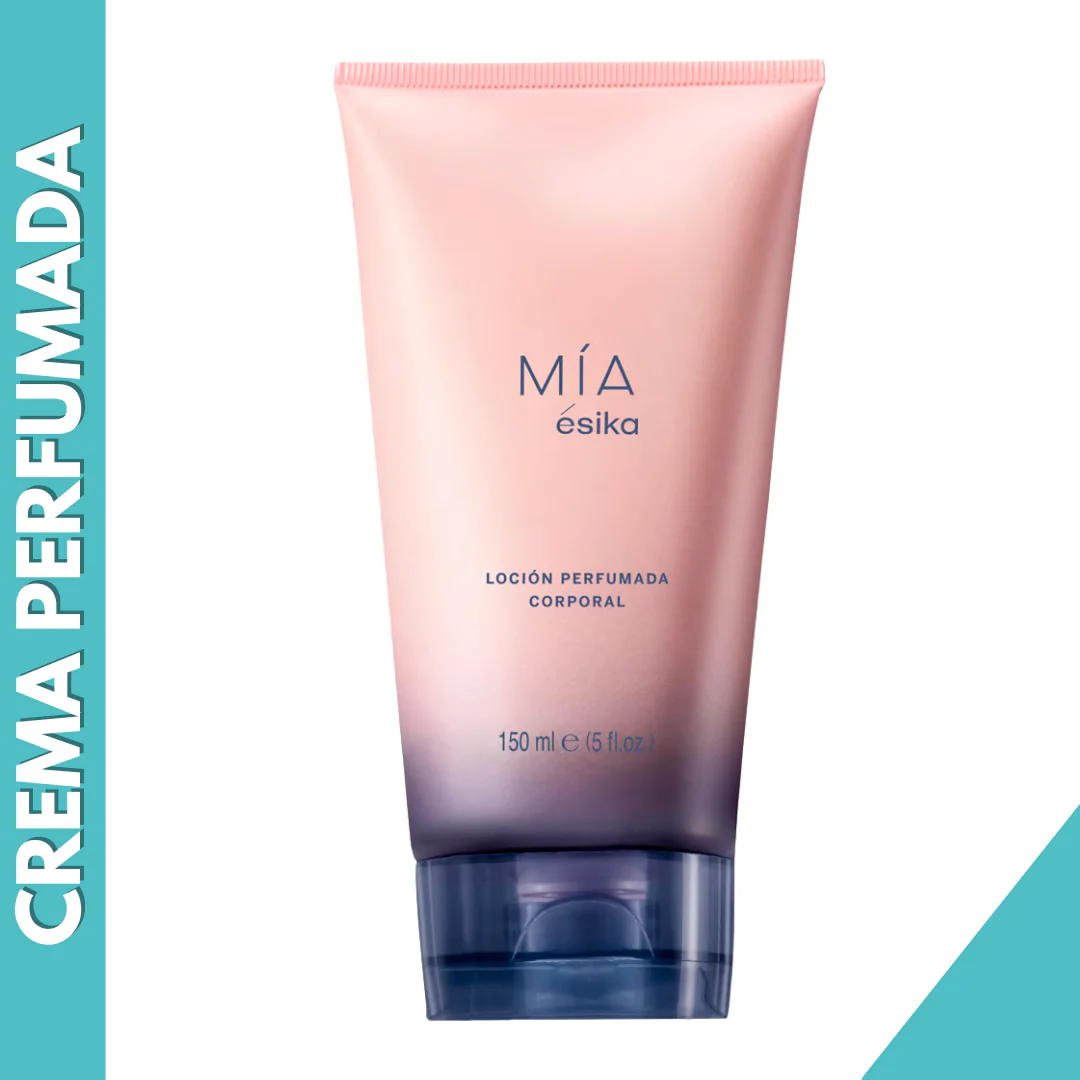 CREMA PERFUMADA
MÍA
ésika
LOCIÓN PERFUMADA
CORPORAL
150 ml ℮ (5 fl.oz.)